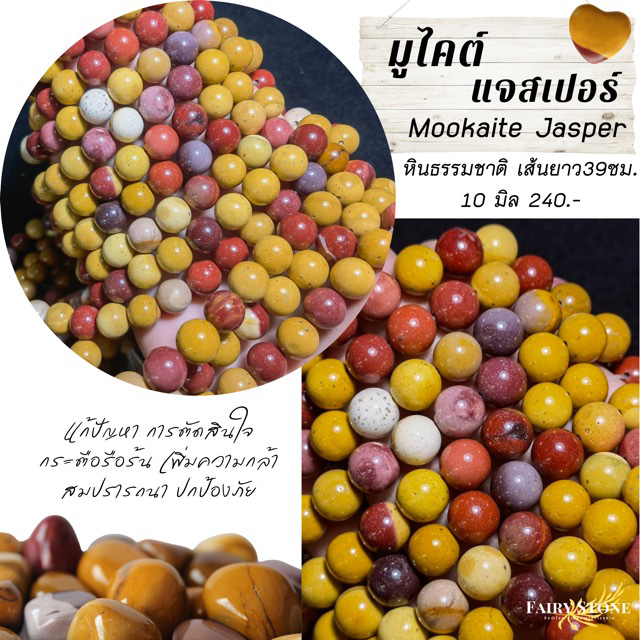 มูไคต์
แจสเปอร์
Mookaite Jasper
หินธรรมชาติ เส้นยาว39ซม.
10 มิล 240.-
แก้ปัญหา การตัดสินใจ
กระตือรือร้น เพิ่มความกล้า
สมปรารถนา ปกป้องภัย
FAIRY STONE